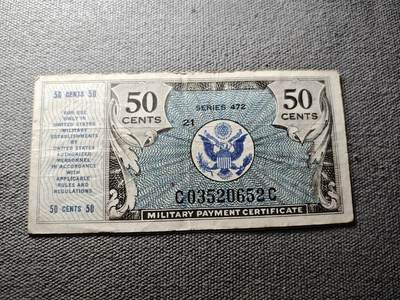 50 CENTS 50
FOR USE
ONLY IN
UNITED STATES
MILITARY
ESTABLISHMENTS
BY
UNITED STATES
AUTHORIZED
PERSONNEL
IN ACCORDANCE
WITH
APPLICABLE
RULES AND
REGULATIONS.
50 CENTS 50
50
CENTS
SERIES 472
21
50
CENTS
C03520652C
MILITARY PAYMENT CERTIFICATE